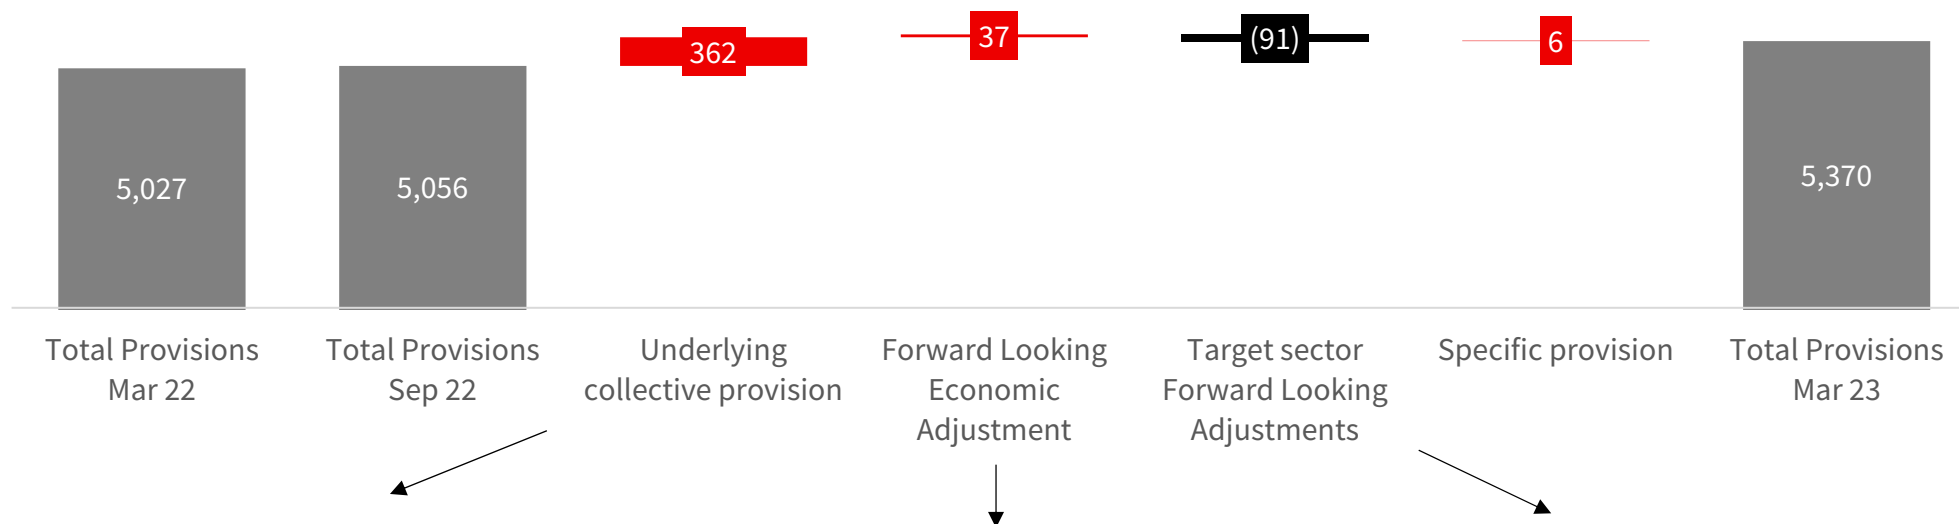 362
37
(91)
6
5,027
5,056
5,370
Total Provisions
Mar 22
Total Provisions
Sep 22
Underlying
collective provision
Forward Looking
Economic
Adjustment
Target sector
Forward Looking
Adjustments
Specific provision
Total Provisions
Mar 23